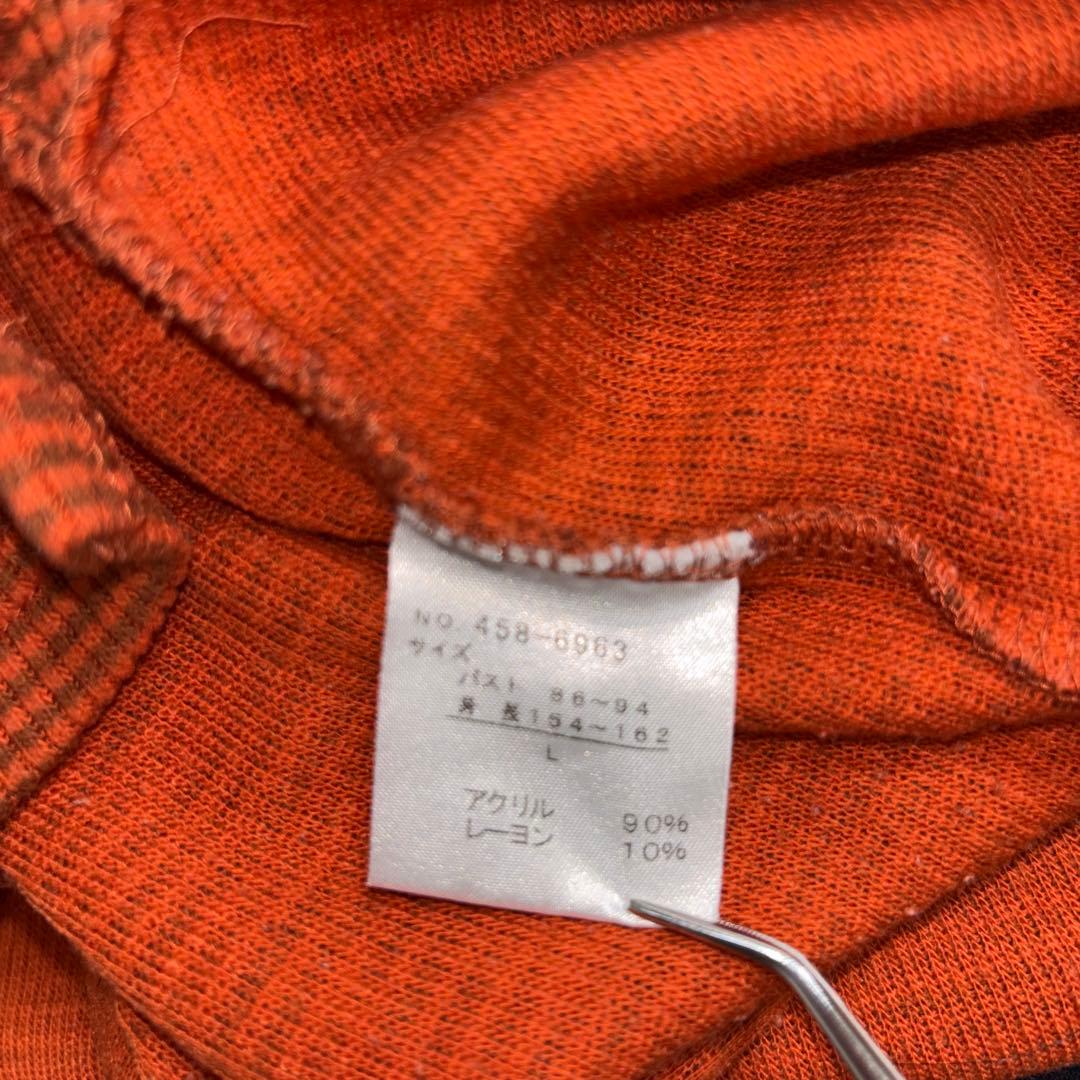 NO. 458-6963
サイズ
バスト 86～94
身長154～162
L
アクリル 90%
レーヨン 10%